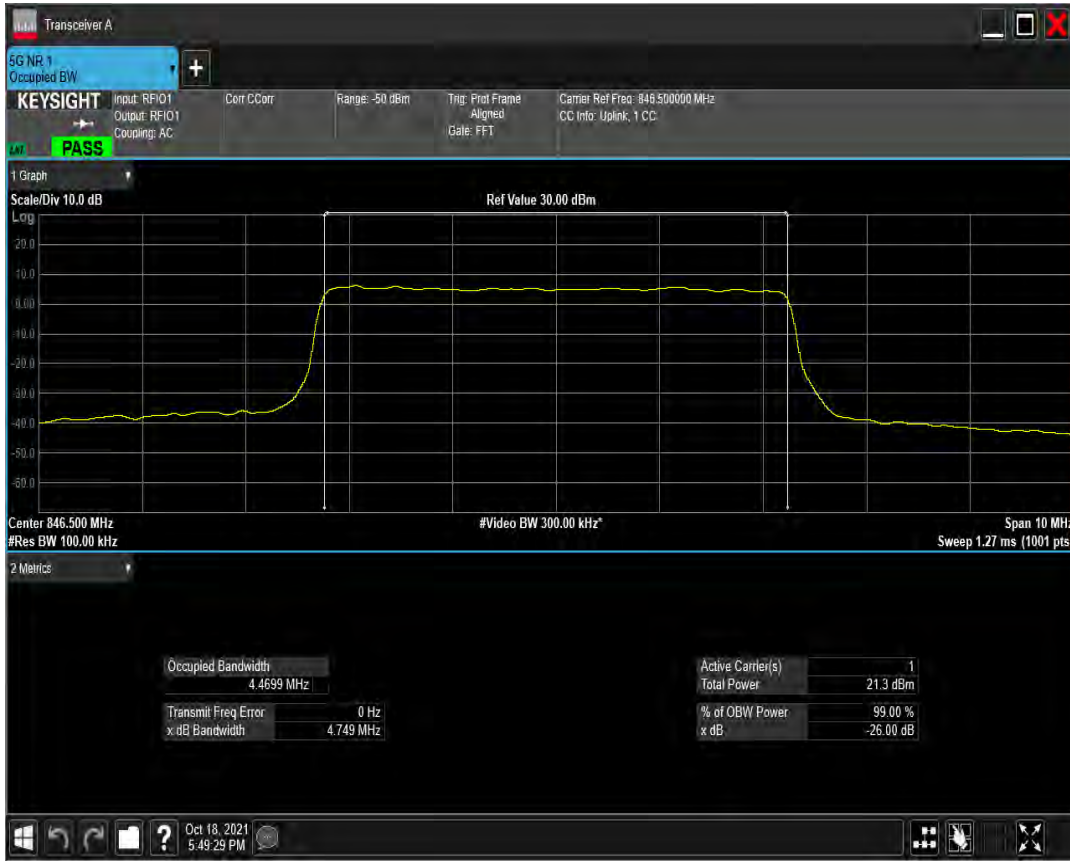 Transceiver A
5G NR 1
Occupied BW
+
KEYSIGHT
Input: RFIO1
Output: RFIO1
Coupling: AC
Corr CCorr
Range: -50 dBm
Trig: Prot Frame
Aligned
Gate: FFT
Carrier Ref Freq: 846.500000 MHz
CC Info: Uplink, 1 CC
PASS
1 Graph
Scale/Div 10.0 dB
Ref Value 30.00 dBm
Log
20.0
10.0
0.00
-10.0
-20.0
-30.0
-40.0
-50.0
-60.0
Center 846.500 MHz
#Video BW 300.00 kHz*
Span 10 MHz
#Res BW 100.00 kHz
Sweep 1.27 ms (1001 pts
2 Metrics
Occupied Bandwidth
4.4699 MHz
Transmit Freq Error 0 Hz
x dB Bandwidth 4.749 MHz
Active Carrier(s) 1
Total Power 21.3 dBm
% of OBW Power 99.00 %
x dB -26.00 dB
?
Oct 18, 2021
5:49:29 PM